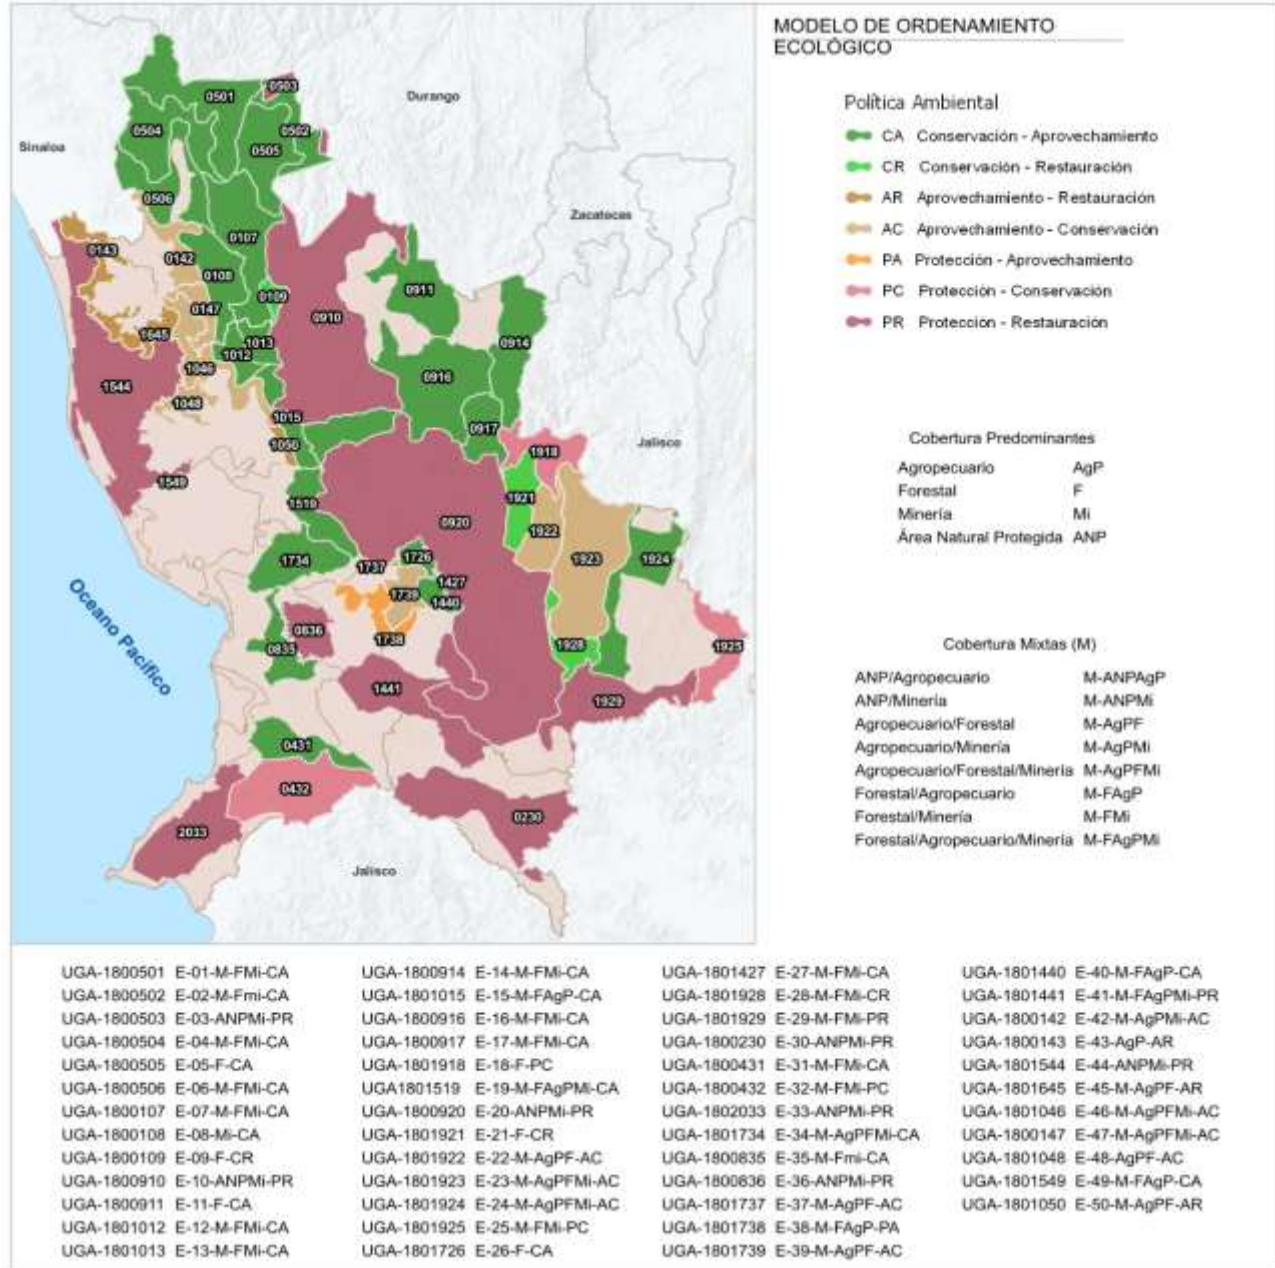 MODELO DE ORDENAMIENTO
ECOLÓGICO
Política Ambiental
CA Conservación - Aprovechamiento
CR Conservación - Restauración
AR Aprovechamiento - Restauración
AC Aprovechamiento - Conservación
PA Protección - Aprovechamiento
PC Protección - Conservación
PR Protección - Restauración
Cobertura Predominantes
Agropecuario AgP
Forestal F
Minería Mi
Área Natural Protegida ANP
Cobertura Mixtas (M)
ANP/Agropecuario M-ANPAgP
ANP/Minería M-ANPMi
Agropecuario/Forestal M-AgPF
Agropecuario/Minería M-AgPMi
Agropecuario/Forestal/Minería M-AgPFMi
Forestal/Agropecuario M-FAgP
Forestal/Minería M-FMi
Forestal/Agropecuario/Minería M-FAgPMi
Durango
Sinaloa
Zacatecas
Jalisco
Oceano Pacífico
Jalisco
0503
0501
0504
0502
0505
0506
0107
0143
0142
0108
0109
0911
0147
0910
1645
1013
0914
1012
1046
0916
1544
1048
1015
0917
1050
1918
1549
1921
1519
0920
1922
1726
1734
1923
1924
1737
1427
1739
1440
0836
1738
0835
1928
1925
1441
1929
0431
0432
0230
2033
UGA-1800501 E-01-M-FMi-CA
UGA-1800502 E-02-M-Fmi-CA
UGA-1800503 E-03-ANPMi-PR
UGA-1800504 E-04-M-FMi-CA
UGA-1800505 E-05-F-CA
UGA-1800506 E-06-M-FMi-CA
UGA-1800107 E-07-M-FMi-CA
UGA-1800108 E-08-Mi-CA
UGA-1800109 E-09-F-CR
UGA-1800910 E-10-ANPMi-PR
UGA-1800911 E-11-F-CA
UGA-1801012 E-12-M-FMi-CA
UGA-1801013 E-13-M-FMi-CA
UGA-1800914 E-14-M-FMi-CA
UGA-1801015 E-15-M-FAgP-CA
UGA-1800916 E-16-M-FMi-CA
UGA-1800917 E-17-M-FMi-CA
UGA-1801918 E-18-F-PC
UGA1801519 E-19-M-FAgPMi-CA
UGA-1800920 E-20-ANPMi-PR
UGA-1801921 E-21-F-CR
UGA-1801922 E-22-M-AgPF-AC
UGA-1801923 E-23-M-AgPFMi-AC
UGA-1801924 E-24-M-AgPFMi-AC
UGA-1801925 E-25-M-FMi-PC
UGA-1801726 E-26-F-CA
UGA-1801427 E-27-M-FMi-CA
UGA-1801928 E-28-M-FMi-CR
UGA-1801929 E-29-M-FMi-PR
UGA-1800230 E-30-ANPMi-PR
UGA-1800431 E-31-M-FMi-CA
UGA-1800432 E-32-M-FMi-PC
UGA-1802033 E-33-ANPMi-PR
UGA-1801734 E-34-M-AgPFMi-CA
UGA-1800835 E-35-M-Fmi-CA
UGA-1800836 E-36-ANPMi-PR
UGA-1801737 E-37-M-AgPF-AC
UGA-1801738 E-38-M-FAgP-PA
UGA-1801739 E-39-M-AgPF-AC
UGA-1801440 E-40-M-FAgP-CA
UGA-1801441 E-41-M-FAgPMi-PR
UGA-1800142 E-42-M-AgPMi-AC
UGA-1800143 E-43-AgP-AR
UGA-1801544 E-44-ANPMi-PR
UGA-1801645 E-45-M-AgPF-AR
UGA-1801046 E-46-M-AgPFMi-AC
UGA-1800147 E-47-M-AgPFMi-AC
UGA-1801048 E-48-AgPF-AC
UGA-1801549 E-49-M-FAgP-CA
UGA-1801050 E-50-M-AgPF-AR